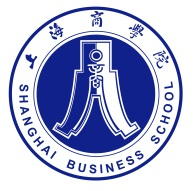 上海商學院
SHANGHAI BUSINESS SCHOOL